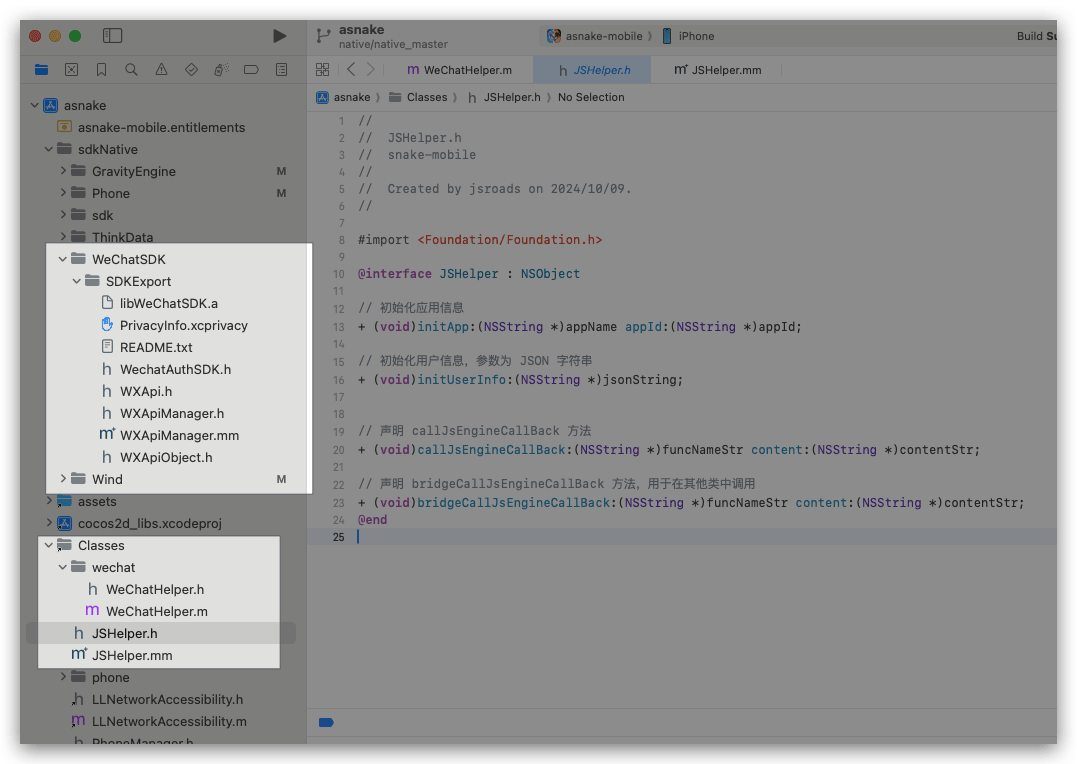 asnake
native/native_master
asnake-mobile
iPhone
Build Su
WeChatHelper.m
JSHelper.h
JSHelper.mm
asnake
Classes
JSHelper.h
No Selection
asnake
asnake-mobile.entitlements
sdkNative
GravityEngine M
Phone M
sdk
ThinkData
WeChatSDK
SDKExport
libWeChatSDK.a
PrivacyInfo.xcprivacy
README.txt
WechatAuthSDK.h
WXApi.h
WXApiManager.h
WXApiManager.mm
WXApiObject.h
Wind M
assets
cocos2d_libs.xcodeproj
Classes
wechat
WeChatHelper.h
WeChatHelper.m
JSHelper.h
JSHelper.mm
phone
LLNetworkAccessibility.h
LLNetworkAccessibility.m
PhoneManager.h
1 //
2 //  JSHelper.h
3 //  snake-mobile
4 //
5 //  Created by jsroads on 2024/10/09.
6 //
7
8 #import <Foundation/Foundation.h>
9
10 @interface JSHelper : NSObject
11
12 // 初始化应用信息
13 + (void)initApp:(NSString *)appName appId:(NSString *)appId;
14
15 // 初始化用户信息，参数为 JSON 字符串
16 + (void)initUserInfo:(NSString *)jsonString;
17
18
19 // 声明 callJsEngineCallBack 方法
20 + (void)callJsEngineCallBack:(NSString *)funcNameStr content:(NSString *)contentStr;
21
22 // 声明 bridgeCallJsEngineCallBack 方法，用于在其他类中调用
23 + (void)bridgeCallJsEngineCallBack:(NSString *)funcNameStr content:(NSString *)contentStr;
24 @end
25